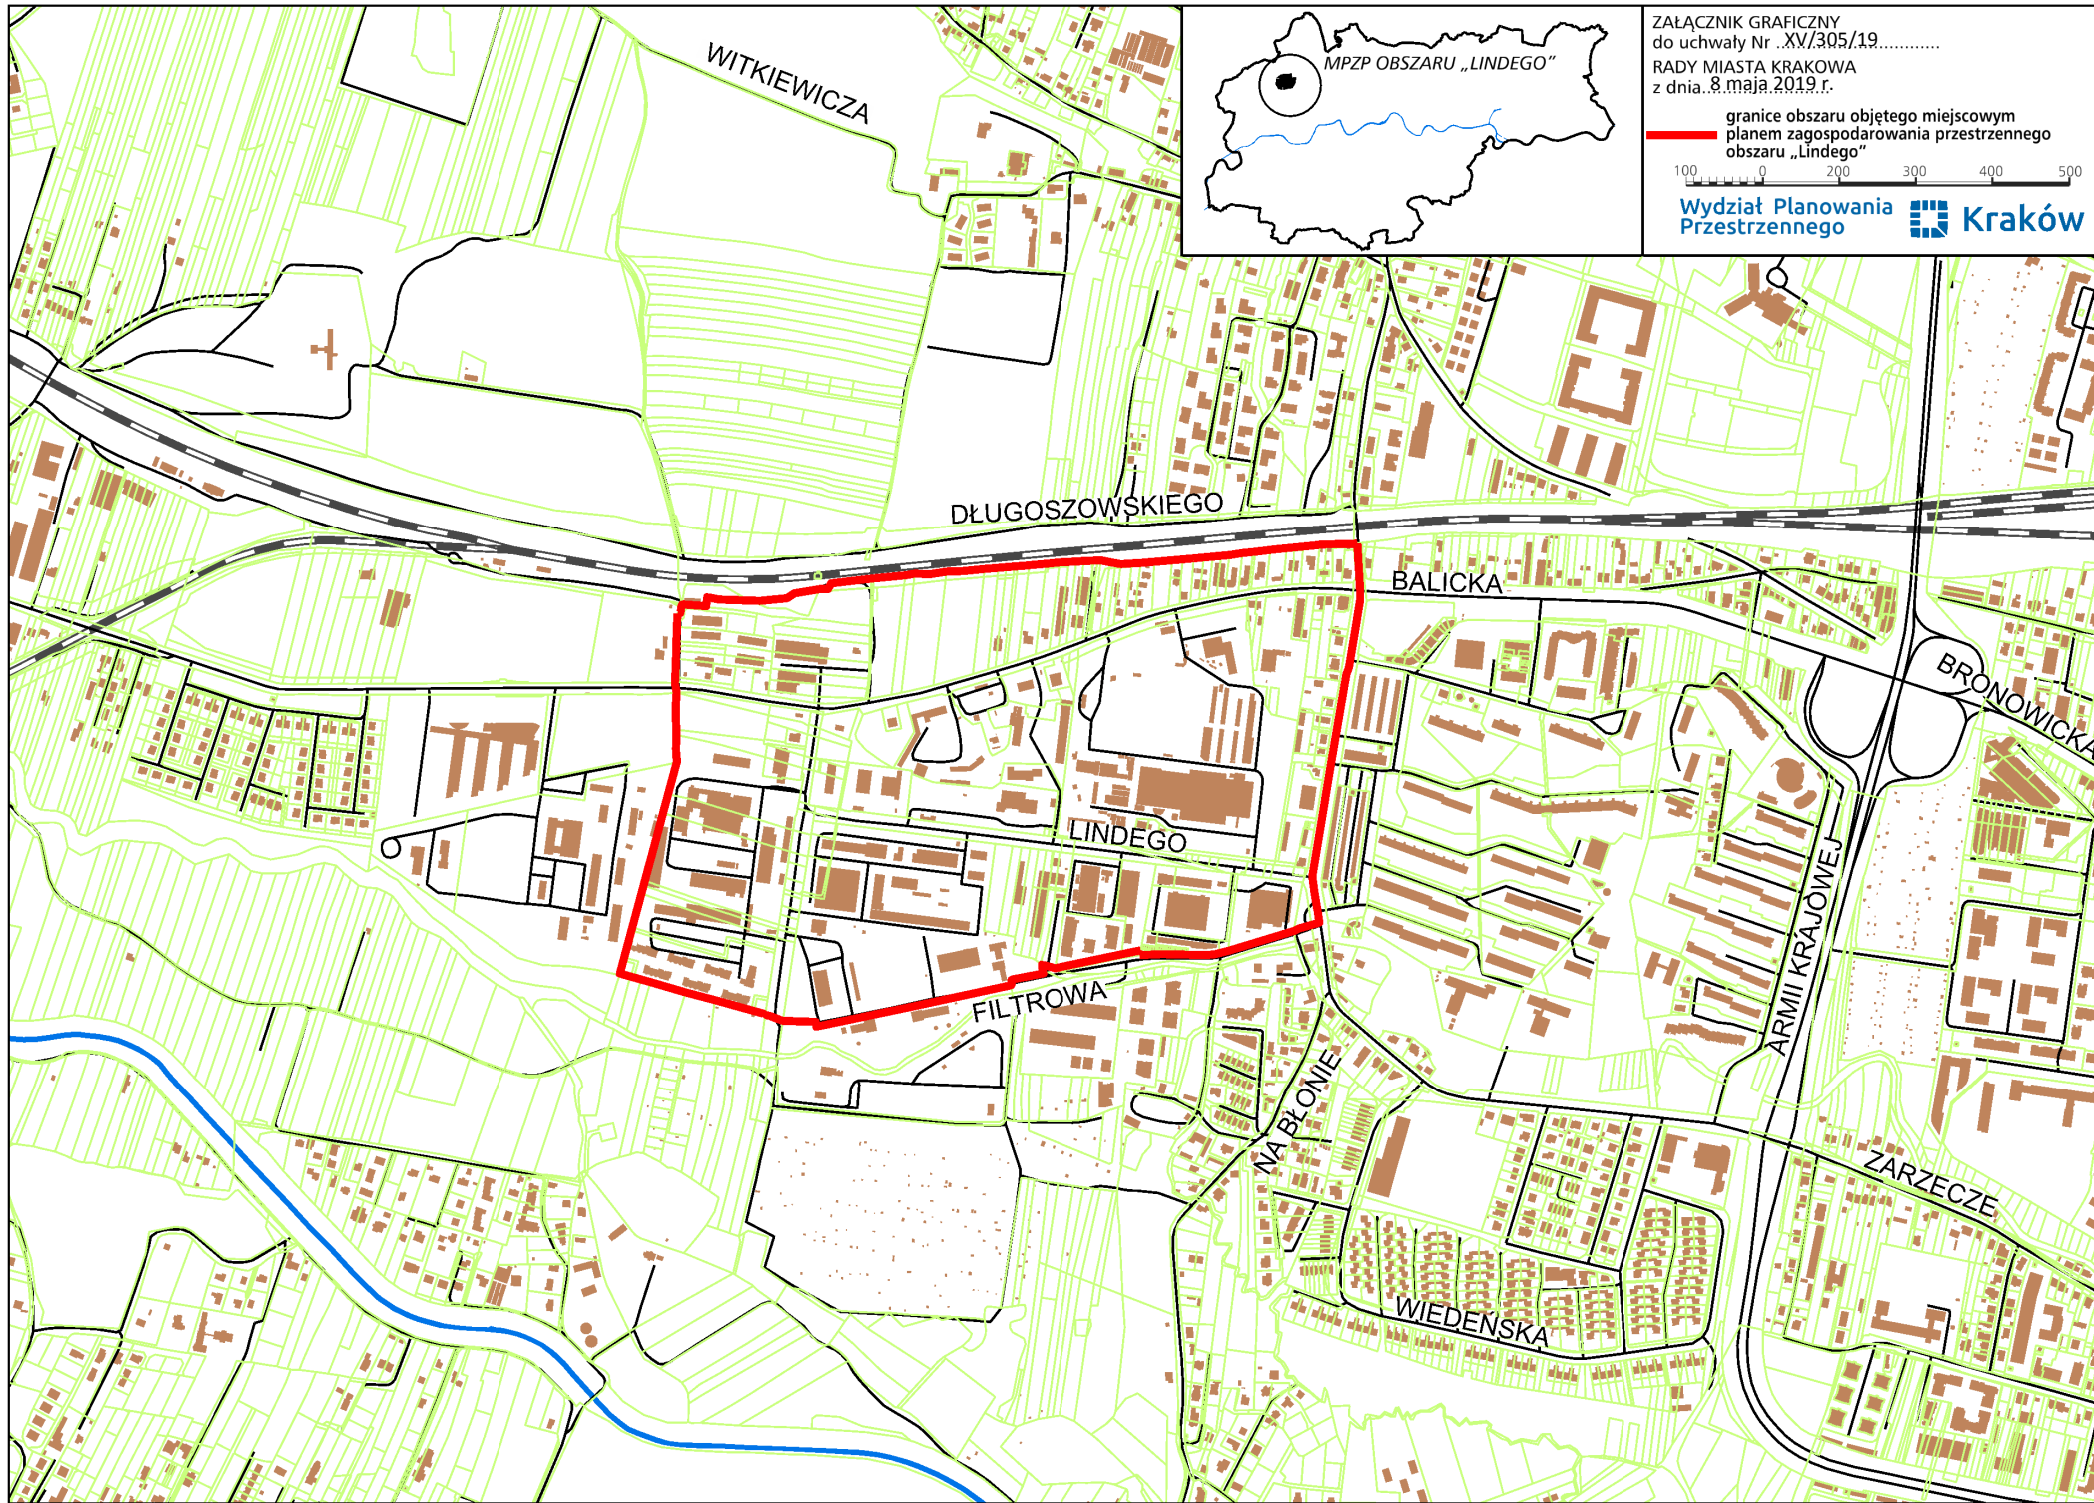 WITKIEWICZA
MPZP OBSZARU „LINDEGO”
ZAŁĄCZNIK GRAFICZNY
do uchwały Nr ..XV/305/19............
RADY MIASTA KRAKOWA
z dnia..8 maja 2019 r.
granice obszaru objętego miejscowym
planem zagospodarowania przestrzennego
obszaru „Lindego”
100 0 200 300 400 500
Wydział Planowania
Przestrzennego
Kraków
DŁUGOSZOWSKIEGO
BALICKA
BRONOWICKA
LINDEGO
ARMII KRAJOWEJ
FILTROWA
NA BŁONIE
ZARZECZE
WIEDEŃSKA